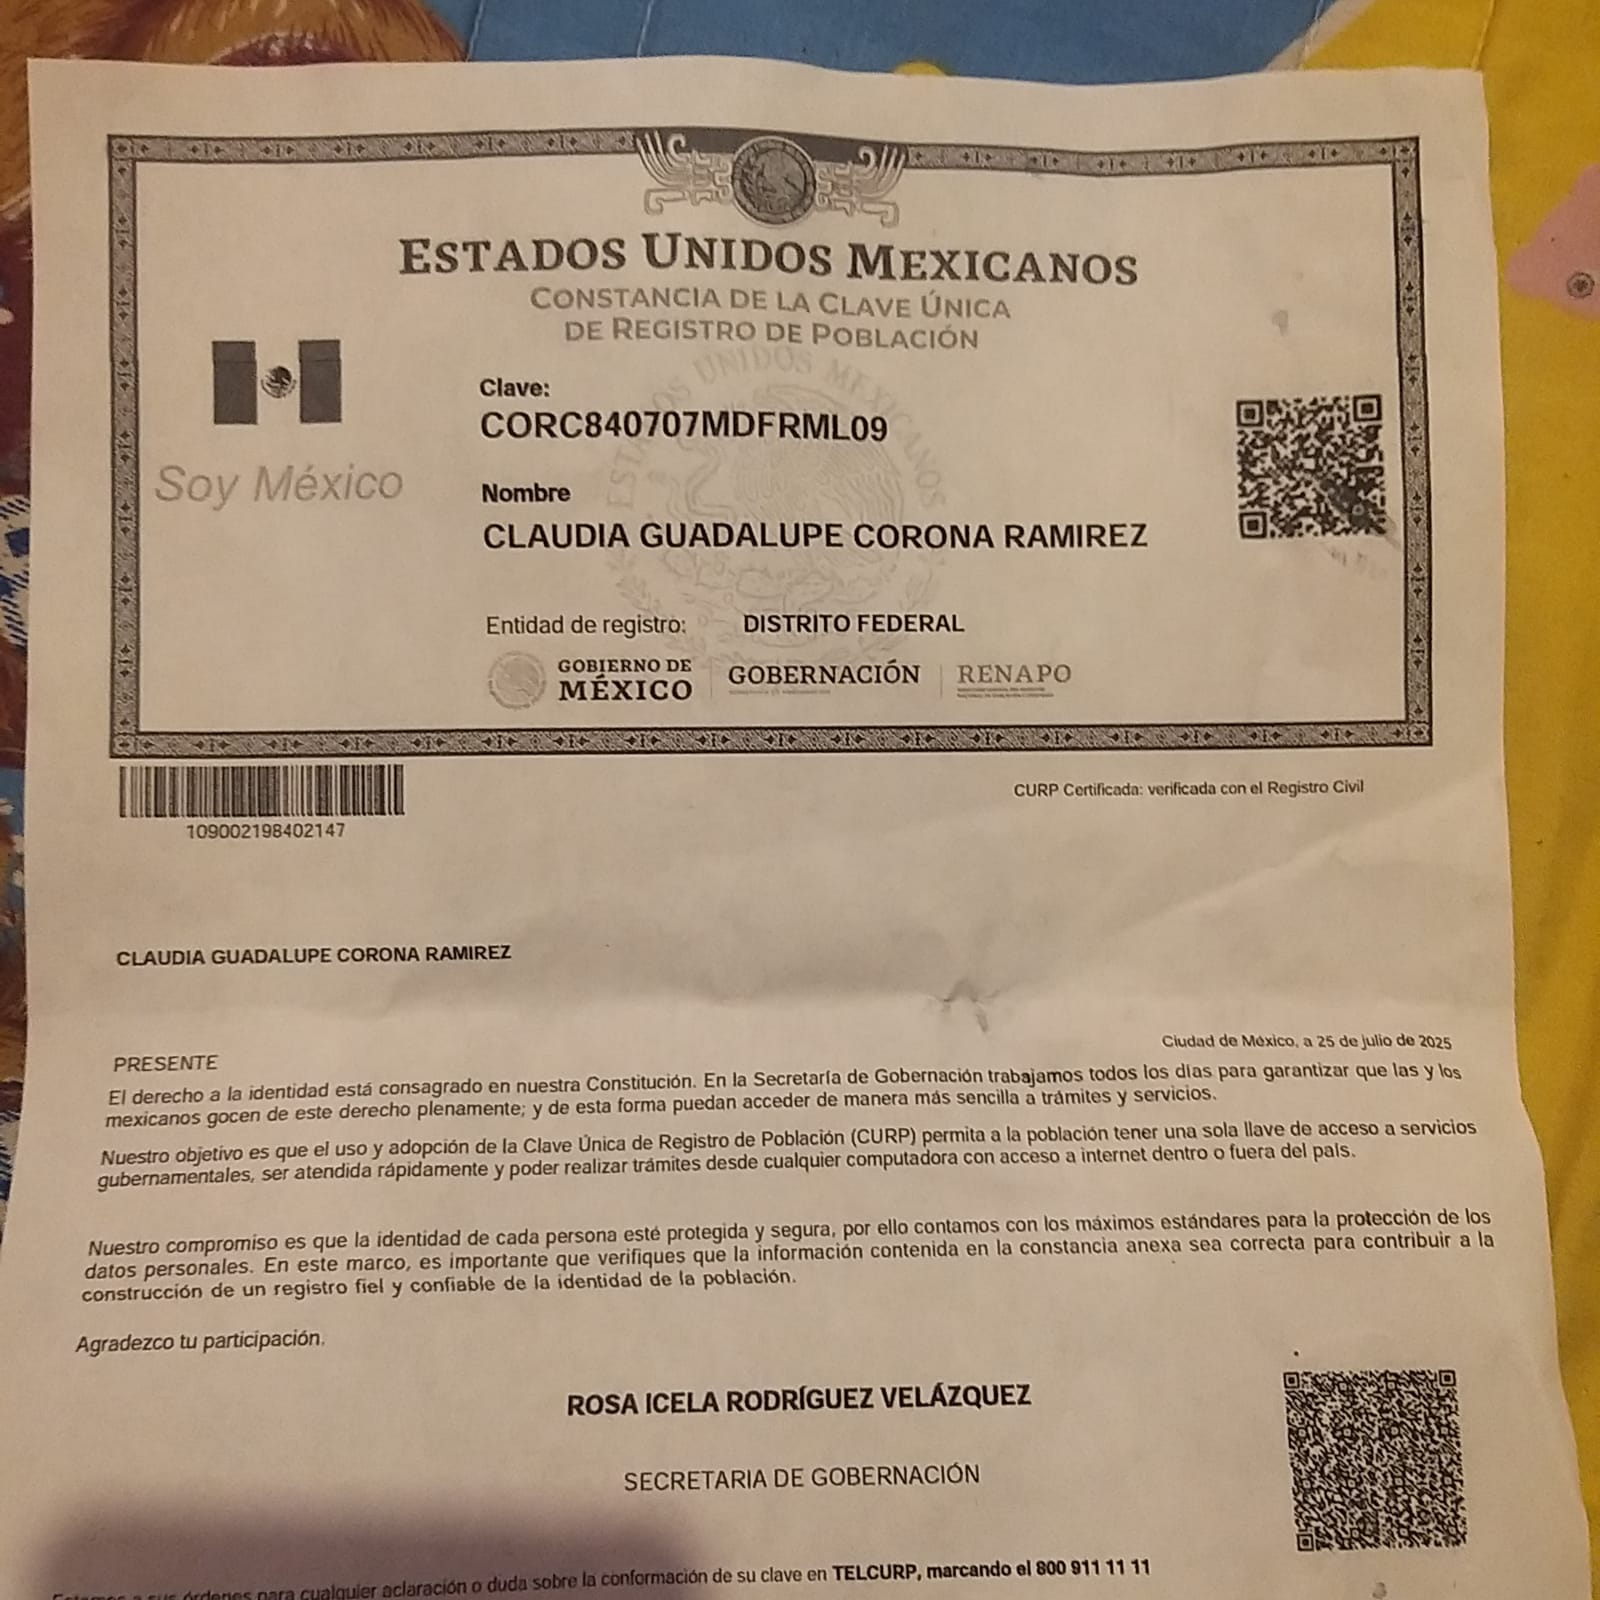 ESTADOS UNIDOS MEXICANOS
CONSTANCIA DE LA CLAVE ÚNICA
DE REGISTRO DE POBLACIÓN
Soy México
Clave:
CORC840707MDFRML09
Nombre
CLAUDIA GUADALUPE CORONA RAMIREZ
Entidad de registro: DISTRITO FEDERAL
GOBIERNO DE MÉXICO GOBERNACIÓN RENAPO
ESTADOS UNIDOS MEXICANOS
109002198402147
CURP Certificada: verificada con el Registro Civil
CLAUDIA GUADALUPE CORONA RAMIREZ
Ciudad de México, a 25 de julio de 2025
PRESENTE
El derecho a la identidad está consagrado en nuestra Constitución. En la Secretaría de Gobernación trabajamos todos los días para garantizar que las y los
mexicanos gocen de este derecho plenamente; y de esta forma puedan acceder de manera más sencilla a trámites y servicios.
Nuestro objetivo es que el uso y adopción de la Clave Única de Registro de Población (CURP) permita a la población tener una sola llave de acceso a servicios
gubernamentales, ser atendida rápidamente y poder realizar trámites desde cualquier computadora con acceso a internet dentro o fuera del país.
Nuestro compromiso es que la identidad de cada persona esté protegida y segura, por ello contamos con los máximos estándares para la protección de los
datos personales. En este marco, es importante que verifiques que la información contenida en la constancia anexa sea correcta para contribuir a la
construcción de un registro fiel y confiable de la identidad de la población.
Agradezco tu participación.
ROSA ICELA RODRÍGUEZ VELÁZQUEZ
SECRETARIA DE GOBERNACIÓN
Estamos a sus órdenes para cualquier aclaración o duda sobre la conformación de su clave en TELCURP, marcando el 800 911 11 11